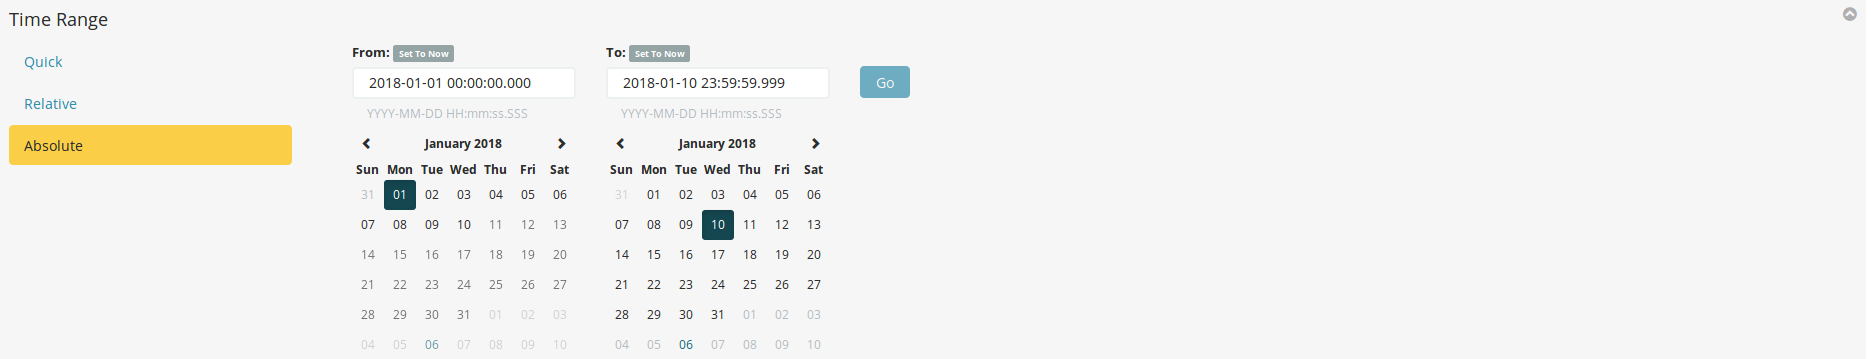 Time Range
Quick
Relative
Absolute
From: Set To Now
2018-01-01 00:00:00.000
YYYY-MM-DD HH:mm:ss.SSS
January 2018
Sun Mon Tue Wed Thu Fri Sat
31 01 02 03 04 05 06
07 08 09 10 11 12 13
14 15 16 17 18 19 20
21 22 23 24 25 26 27
28 29 30 31 01 02 03
04 05 06 07 08 09 10
To: Set To Now
2018-01-10 23:59:59.999
YYYY-MM-DD HH:mm:ss.SSS
January 2018
Sun Mon Tue Wed Thu Fri Sat
31 01 02 03 04 05 06
07 08 09 10 11 12 13
14 15 16 17 18 19 20
21 22 23 24 25 26 27
28 29 30 31 01 02 03
04 05 06 07 08 09 10
Go